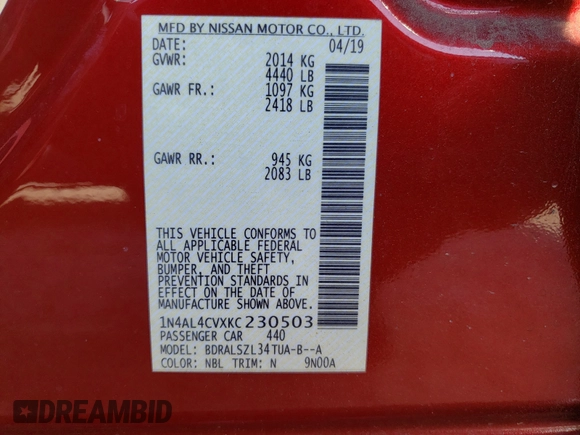 MFD BY NISSAN MOTOR CO., LTD.
DATE: 04/19
GVWR: 2014 KG
4440 LB
GAWR FR.: 1097 KG
2418 LB
GAWR RR.: 945 KG
2083 LB
THIS VEHICLE CONFORMS TO
ALL APPLICABLE FEDERAL
MOTOR VEHICLE SAFETY,
BUMPER, AND THEFT
PREVENTION STANDARDS IN
EFFECT ON THE DATE OF
MANUFACTURE SHOWN ABOVE.
1N4AL4CVXKC230503
PASSENGER CAR 440
MODEL: BDRALSZL34TUA-B--A
COLOR: NBL TRIM: N 9N00A
DREAMBID